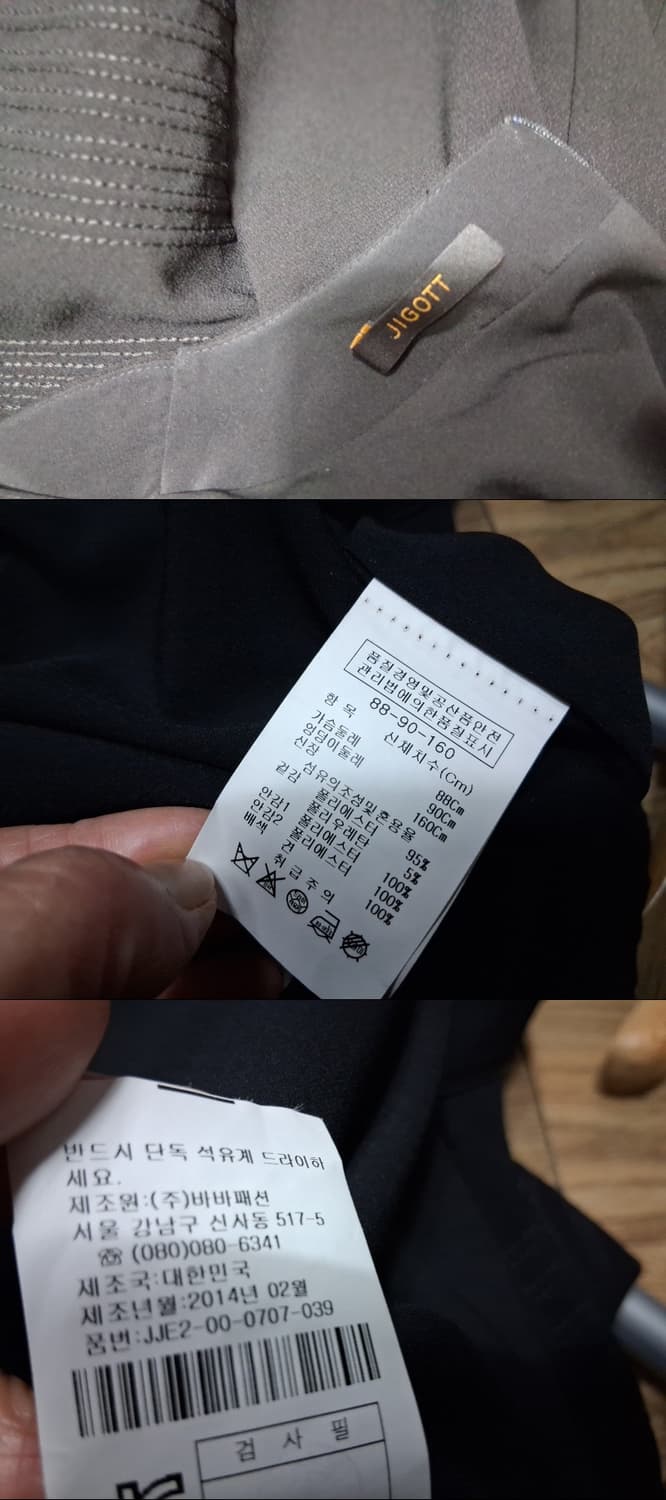 JIGOTT
품질경영및공산품안전
관리법에의한품질표시
88-90-160
항 목 신체치수(Cm)
가슴둘레 88Cm
엉덩이둘레 90Cm
신장 160Cm
섬유의조성및혼용율
겉감 폴리에스터 95%
폴리우레탄 5%
안감1 폴리에스터 100%
안감2 견 100%
배색 폴리에스터 100%
취 급 주 의
반드시 단독 석유계 드라이하
세요.
제조원:(주)바바패션
서울 강남구 신사동 517-5
☏ (080)080-6341
제조국:대한민국
제조년월:2014년 02월
품번:JJE2-00-0707-039
검 사 필